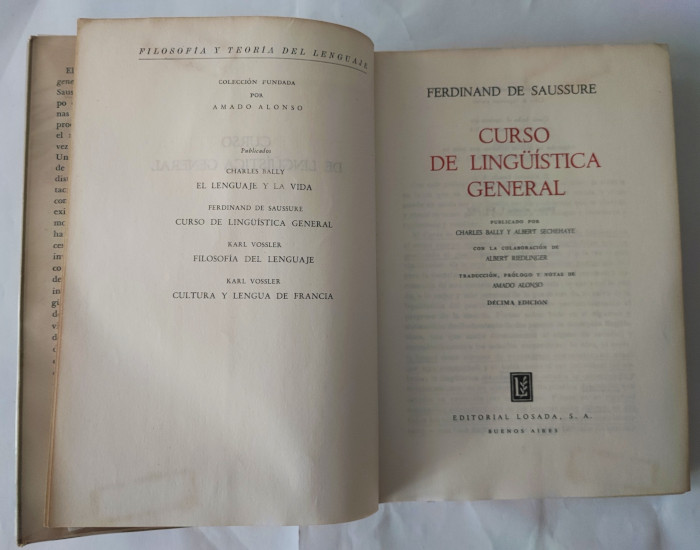 FILOSOFÍA Y TEORÍA DEL LENGUAJE
COLECCIÓN FUNDADA
POR
AMADO ALONSO
Publicados
CHARLES BALLY
EL LENGUAJE Y LA VIDA
FERDINAND DE SAUSSURE
CURSO DE LINGÜÍSTICA GENERAL
KARL VOSSLER
FILOSOFÍA DEL LENGUAJE
KARL VOSSLER
CULTURA Y LENGUA DE FRANCIA
FERDINAND DE SAUSSURE
CURSO
DE LINGÜÍSTICA
GENERAL
PUBLICADO POR
CHARLES BALLY Y ALBERT SECHEHAYE
CON LA COLABORACIÓN DE
ALBERT RIEDLINGER
TRADUCCIÓN, PRÓLOGO Y NOTAS DE
AMADO ALONSO
DECIMA EDICION
EDITORIAL LOSADA, S. A.
BUENOS AIRES